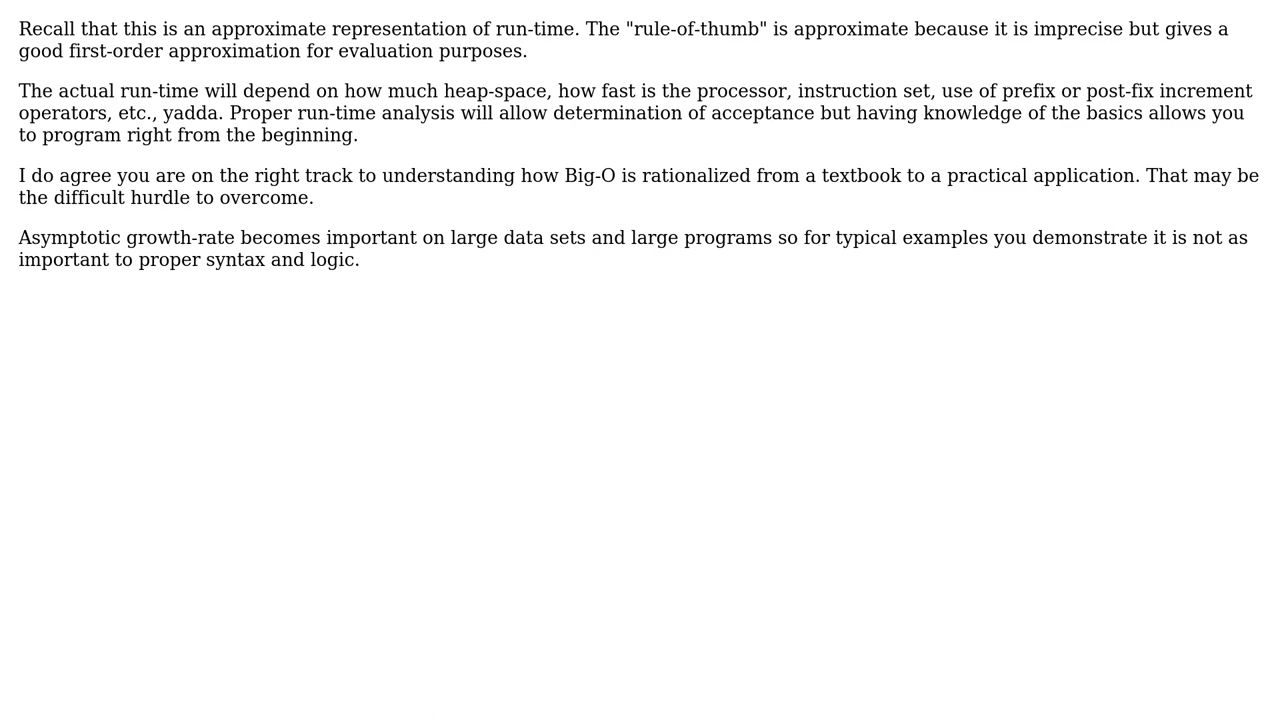 Recall that this is an approximate representation of run-time. The "rule-of-thumb" is approximate because it is imprecise but gives a
good first-order approximation for evaluation purposes.
The actual run-time will depend on how much heap-space, how fast is the processor, instruction set, use of prefix or post-fix increment
operators, etc., yadda. Proper run-time analysis will allow determination of acceptance but having knowledge of the basics allows you
to program right from the beginning.
I do agree you are on the right track to understanding how Big-O is rationalized from a textbook to a practical application. That may be
the difficult hurdle to overcome.
Asymptotic growth-rate becomes important on large data sets and large programs so for typical examples you demonstrate it is not as
important to proper syntax and logic.